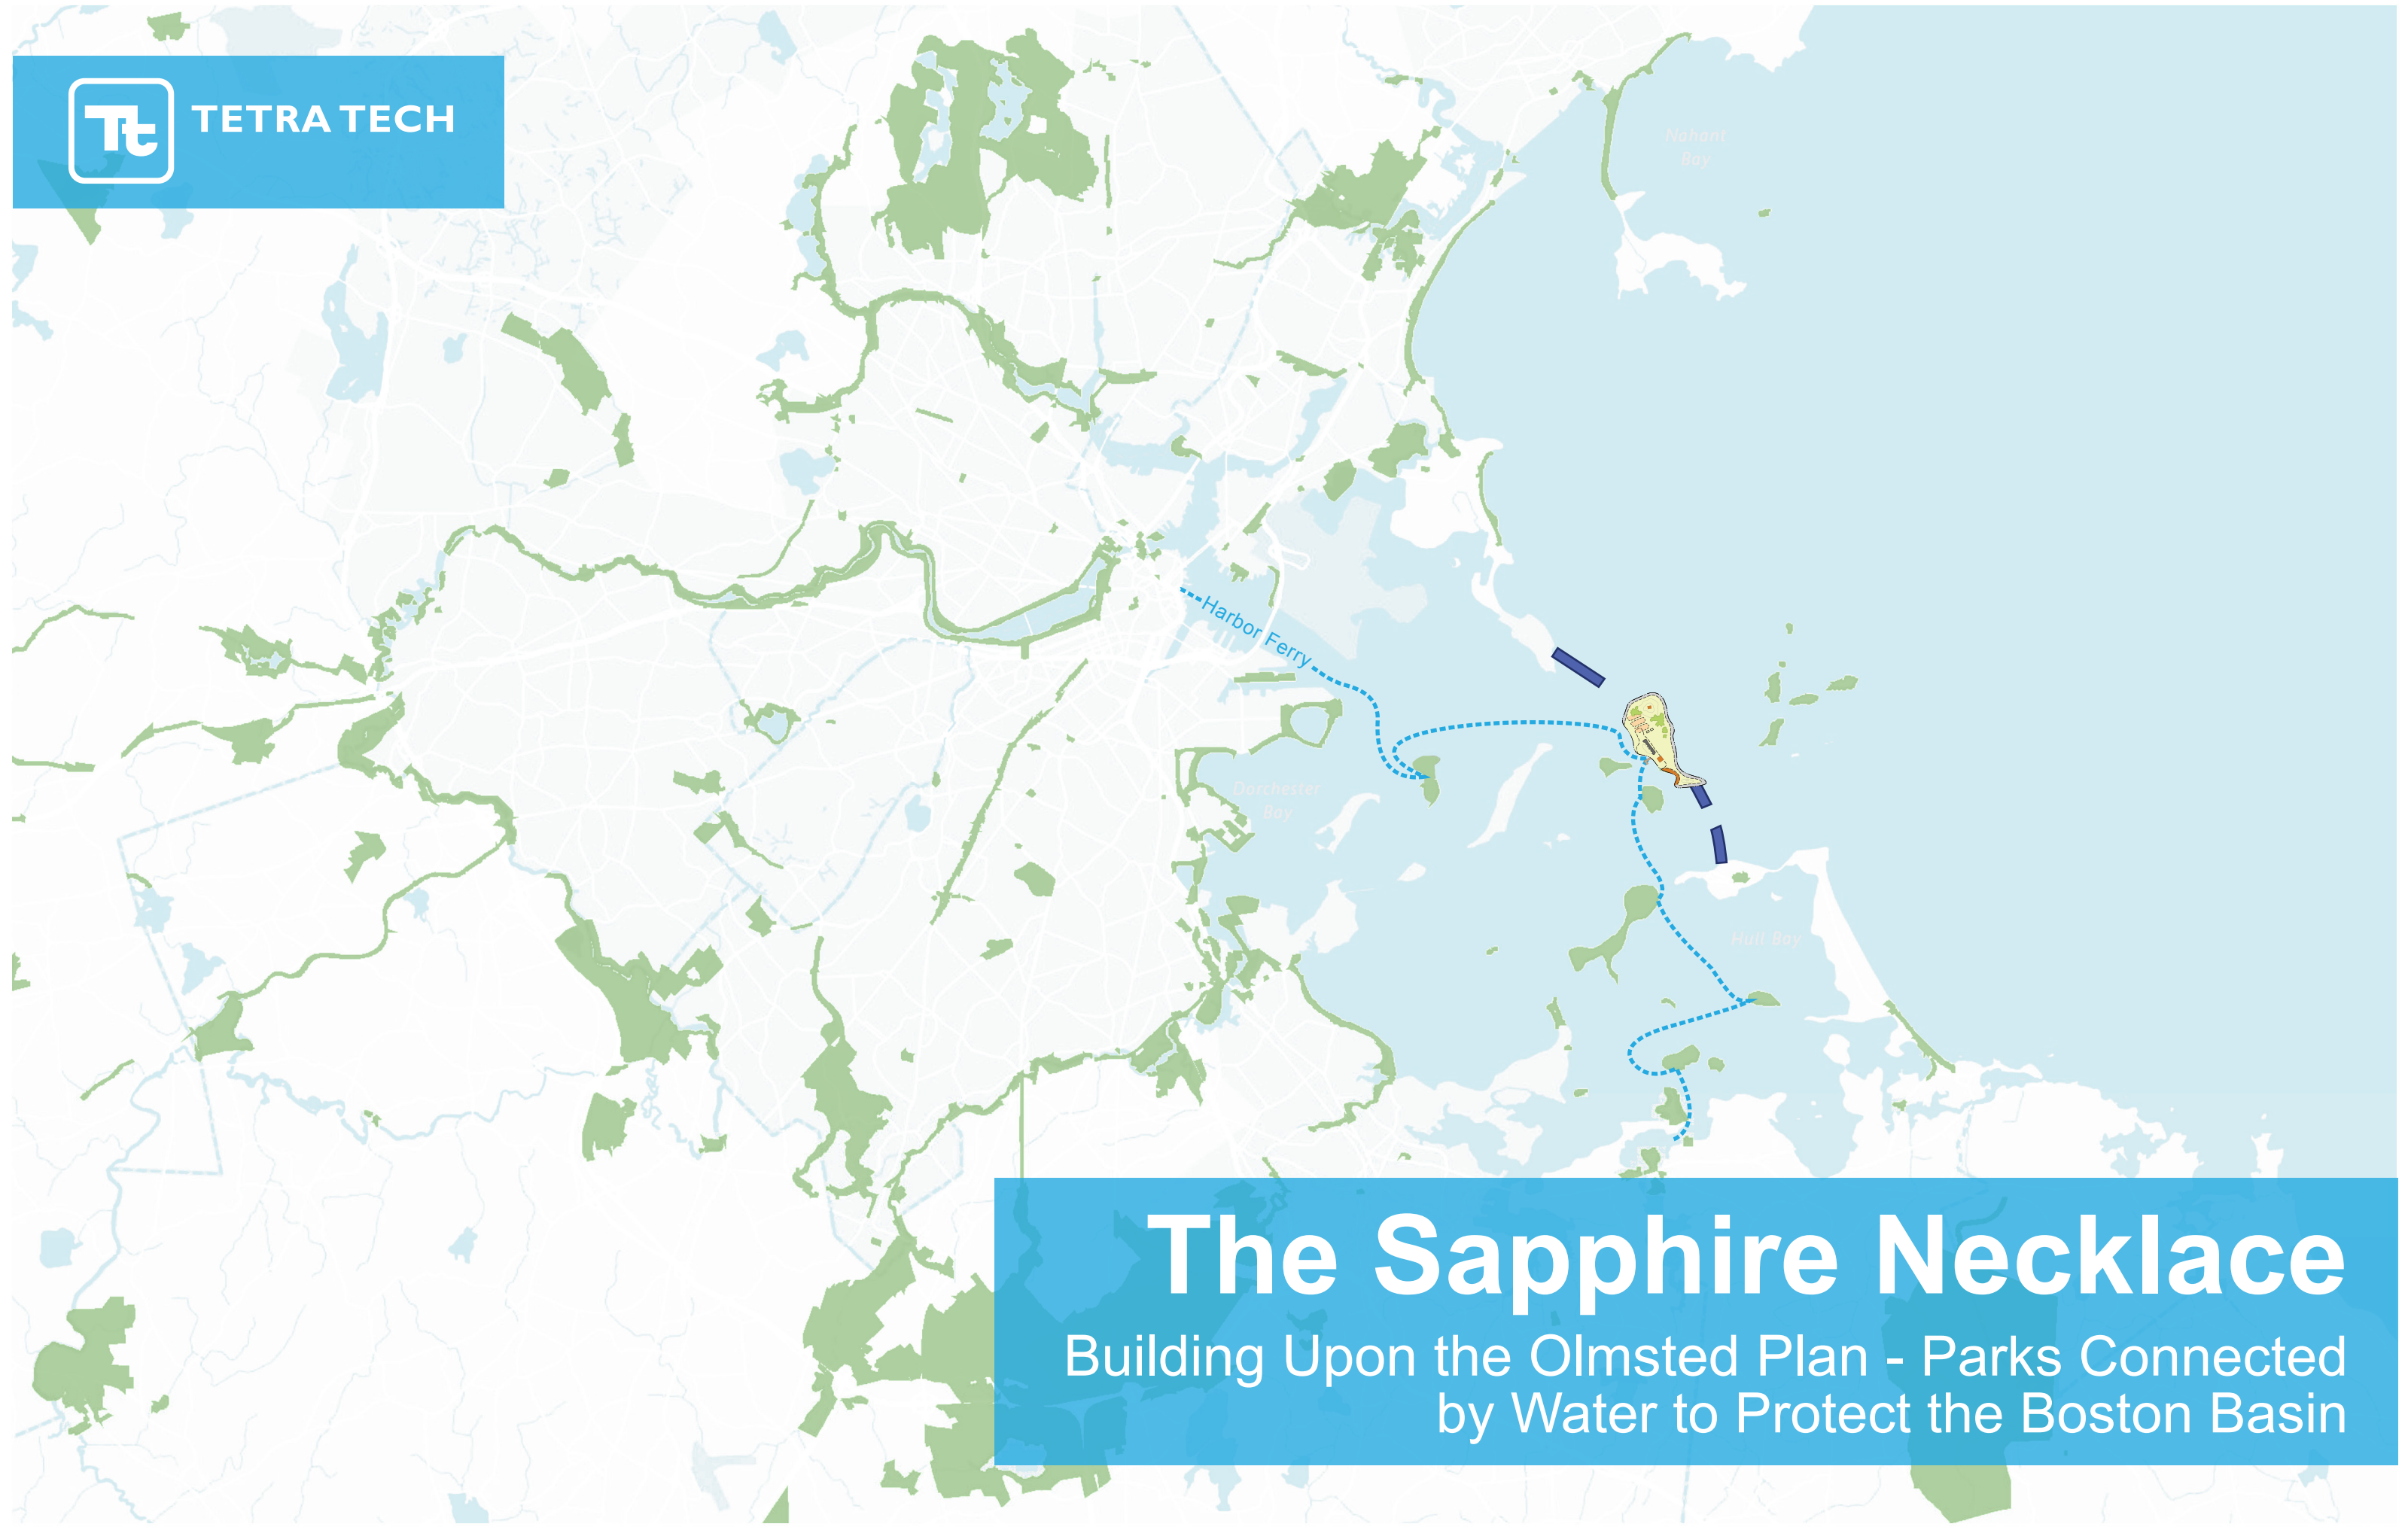 Tt
TETRA TECH
Nahant
Bay
Harbor Ferry
Dorchester
Bay
Hull Bay
The Sapphire Necklace
Building Upon the Olmsted Plan - Parks Connected
by Water to Protect the Boston Basin